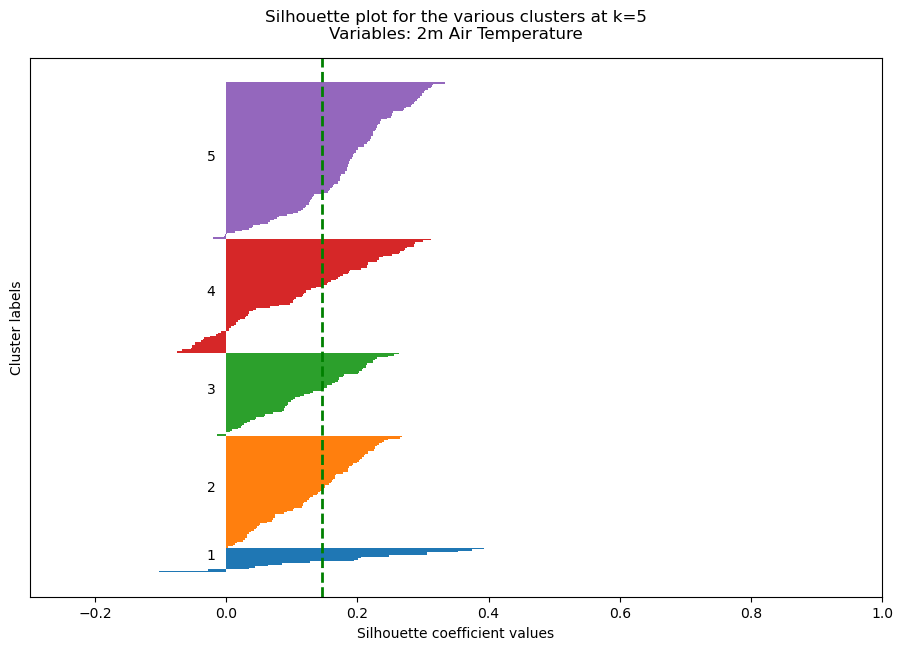 Silhouette plot for the various clusters at k=5
Variables: 2m Air Temperature
5
4
3
2
1
Cluster labels
−0.2 0.0 0.2 0.4 0.6 0.8 1.0
Silhouette coefficient values